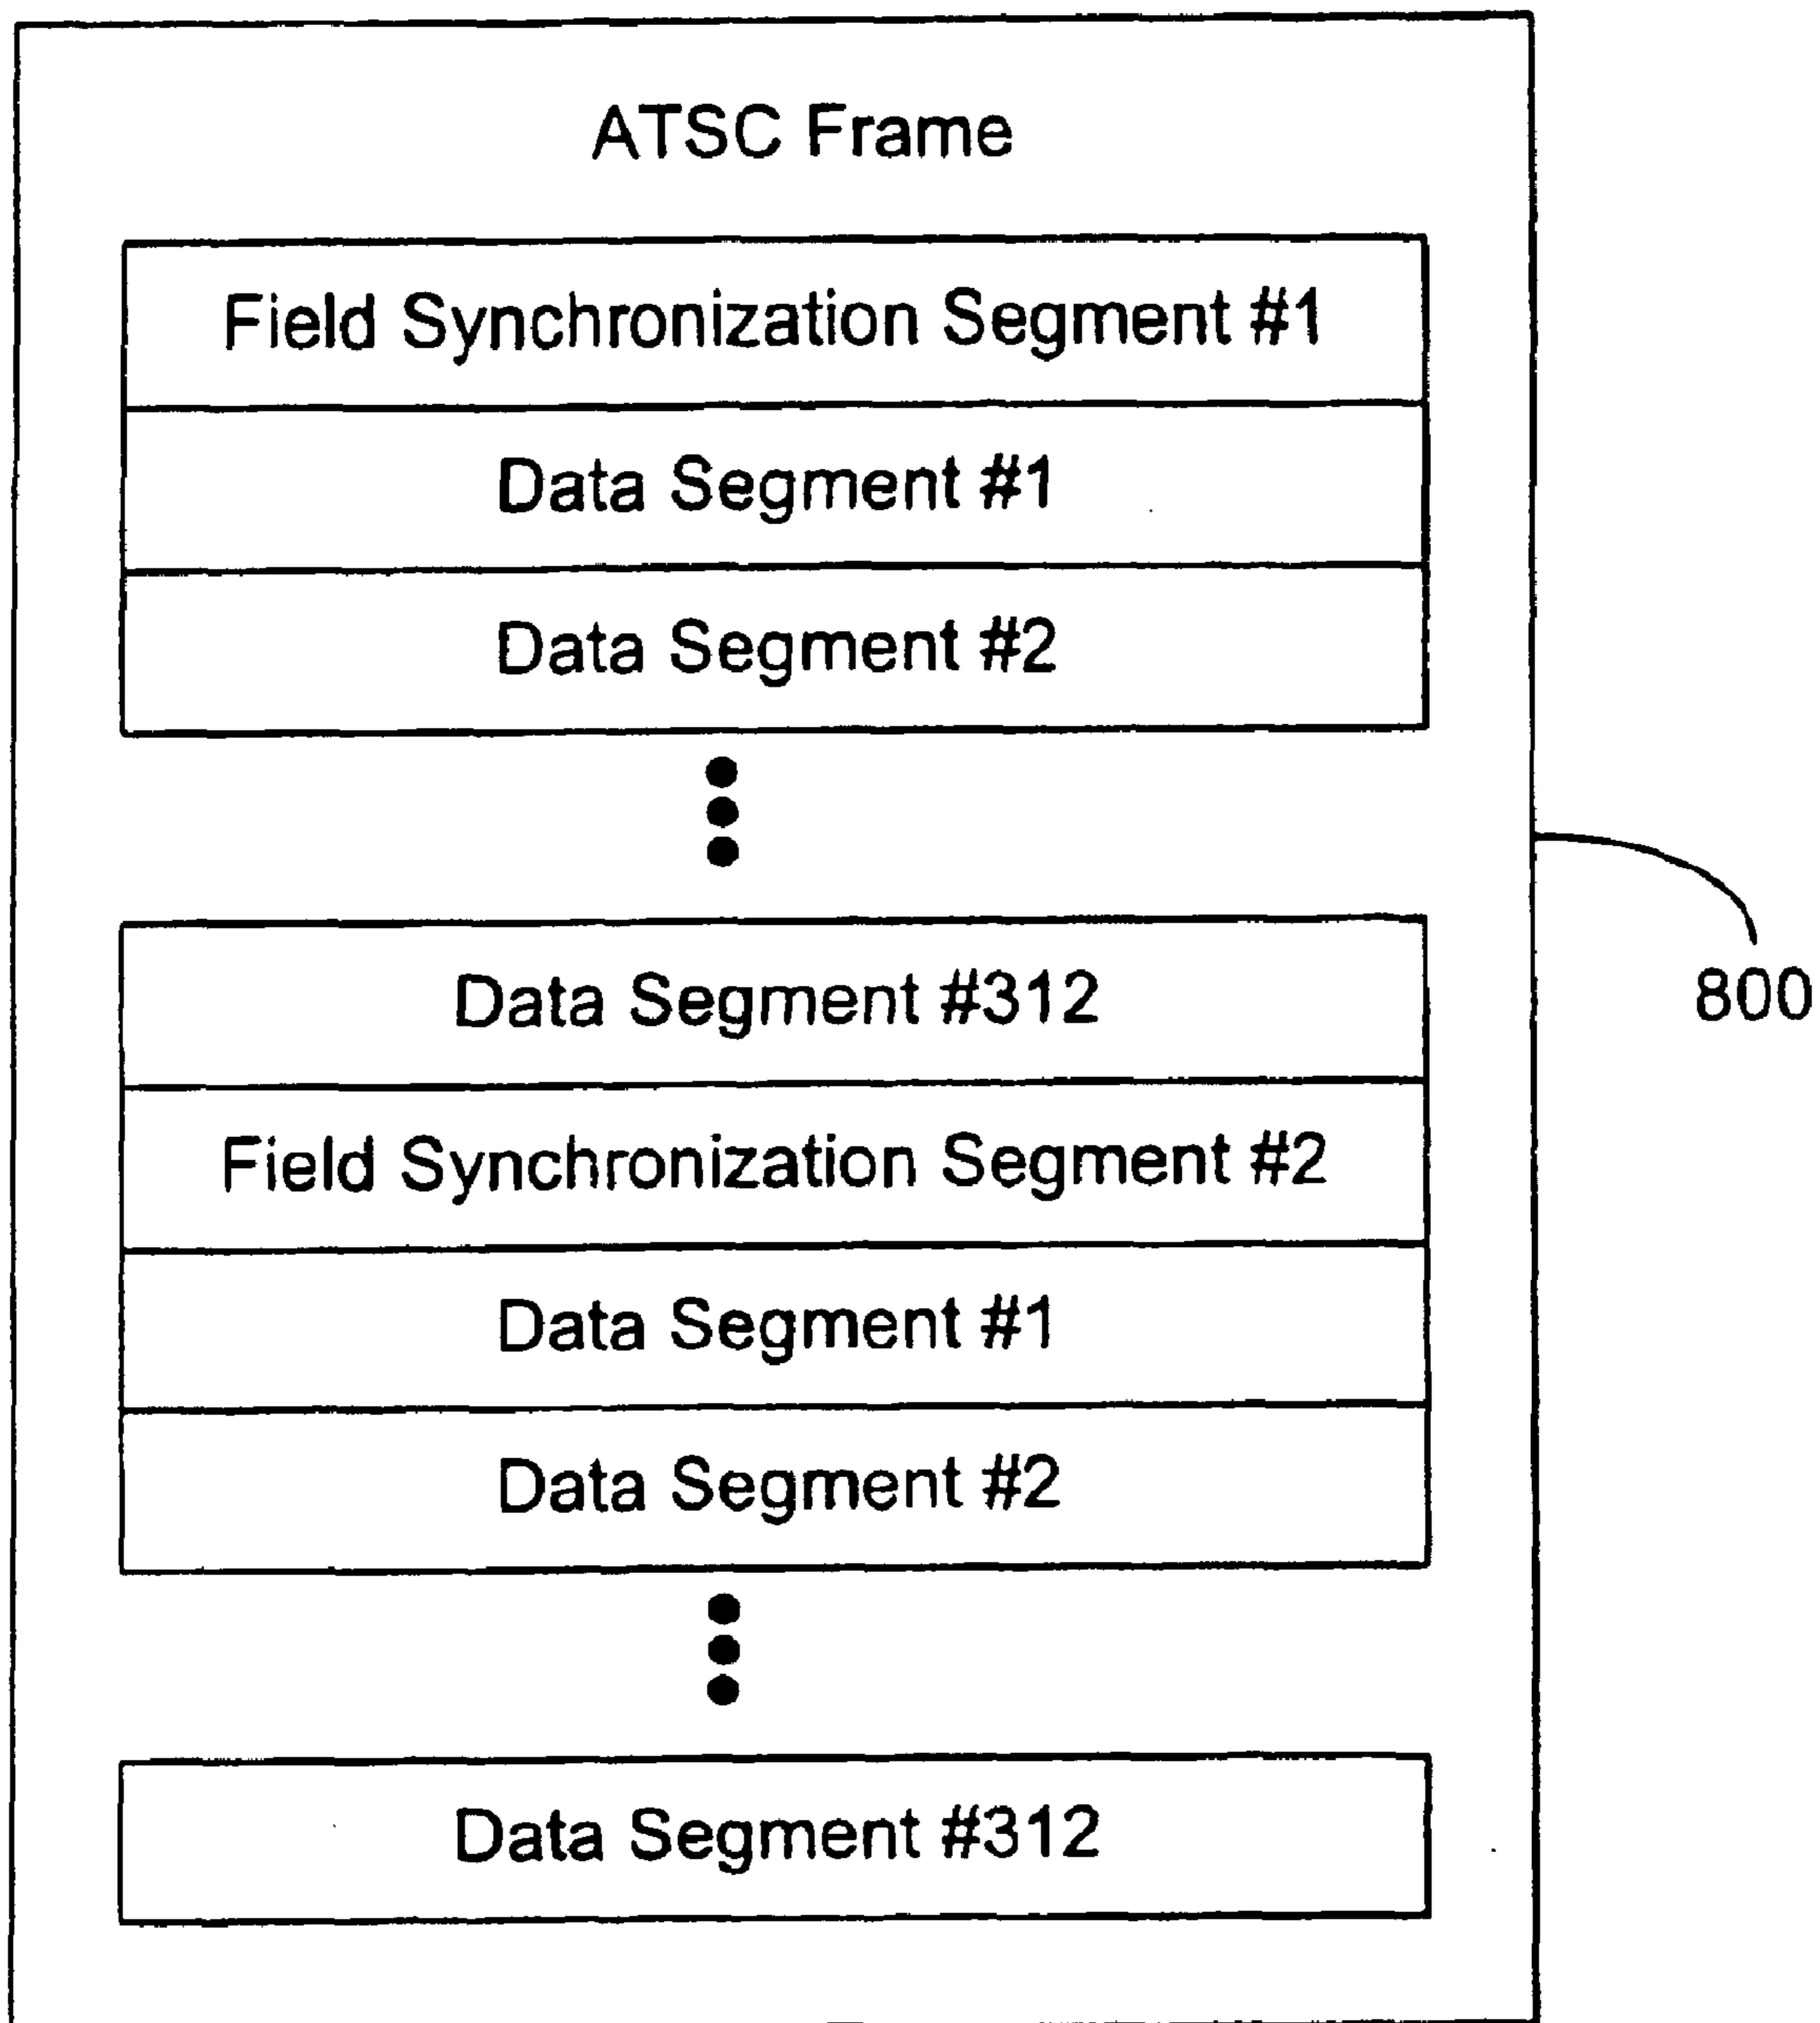 ATSC Frame
Field Synchronization Segment #1
Data Segment #1
Data Segment #2
Data Segment #312
800
Field Synchronization Segment #2
Data Segment #1
Data Segment #2
Data Segment #312